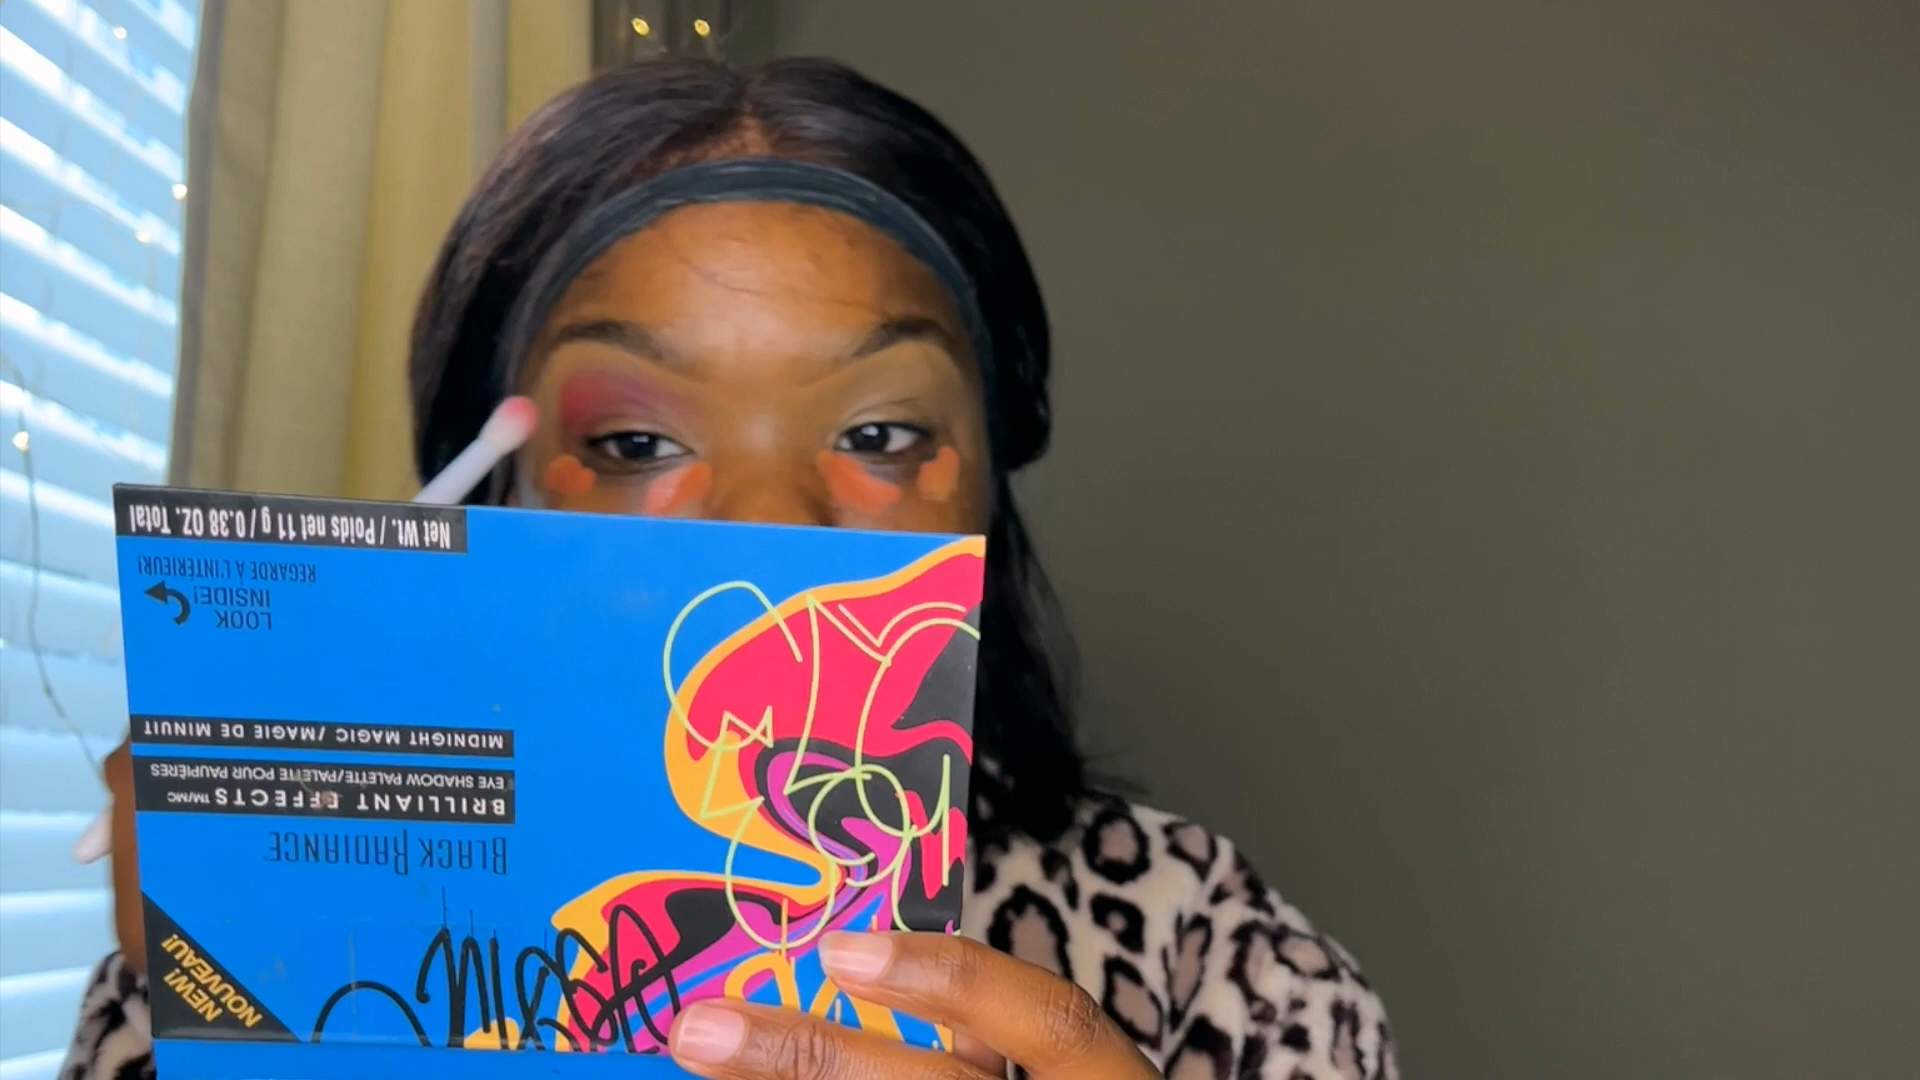 BLACK RADIANCE
BRILLIANT EFFECTS TM/MC
EYE SHADOW PALETTE/PALETTE POUR PAUPIÈRES
MIDNIGHT MAGIC / MAGIE DE MINUIT
LOOK
INSIDE!
REGARDE À L'INTÉRIEUR!
Net Wt. / Poids net 11 g / 0.38 OZ. Total
NEW!
NOUVEAU!